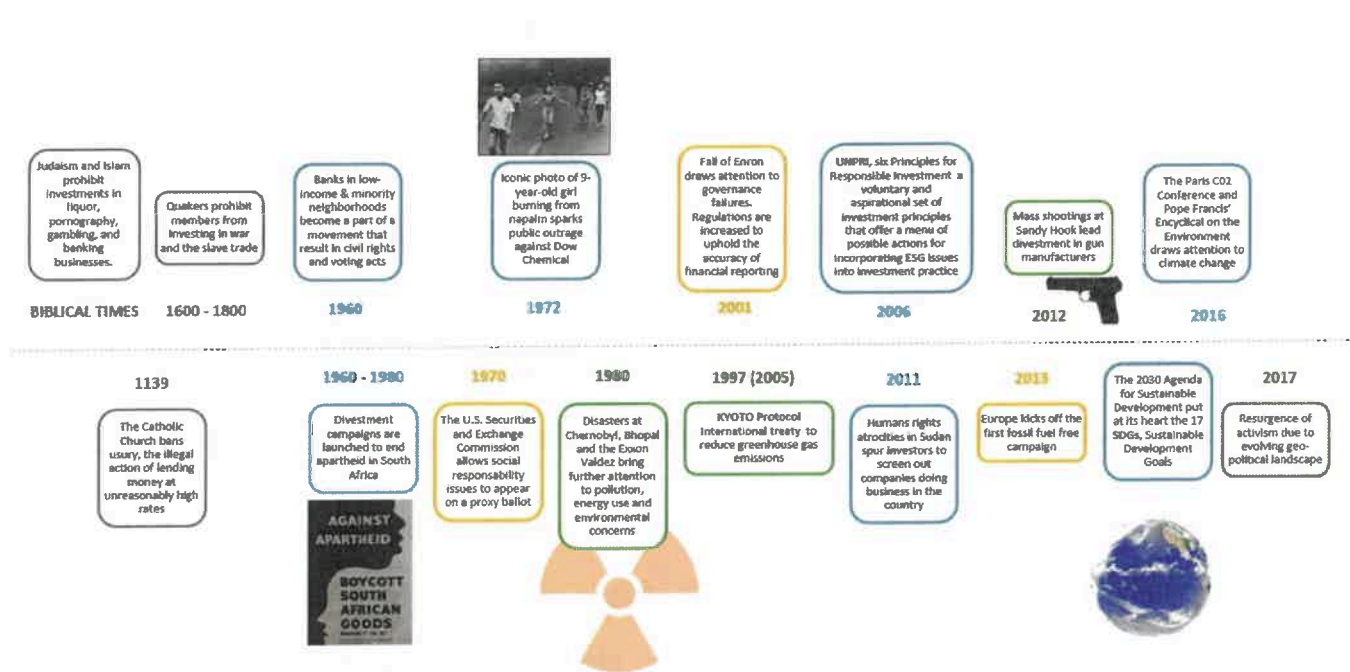 Judaism and Islam
prohibit
investments in
liquor,
pornography,
gambling, and
banking
businesses.
BIBLICAL TIMES
Quakers prohibit
members from
investing in war
and the slave trade
1600 - 1800
Banks in low-
income & minority
neighborhoods
become a part of a
movement that
result in civil rights
and voting acts
1960
Iconic photo of 9-
year-old girl
burning from
napalm sparks
public outrage
against Dow
Chemical
1972
Fall of Enron
draws attention to
governance
failures.
Regulations are
increased to
uphold the
accuracy of
financial reporting
2001
UNPRI, six Principles for
Responsible Investment a
voluntary and
aspirational set of
investment principles
that offer a menu of
possible actions for
incorporating ESG issues
into investment practice
2006
Mass shootings at
Sandy Hook lead
divestment in gun
manufacturers
2012
The Paris CO2
Conference and
Pope Francis'
Encyclical on the
Environment
draws attention to
climate change
2016
1139
The Catholic
Church bans
usury, the illegal
action of lending
money at
unreasonably high
rates
1960 - 1980
Divestment
campaigns are
launched to end
apartheid in South
Africa
AGAINST
APARTHEID
BOYCOTT
SOUTH
AFRICAN
GOODS
1970
The U.S. Securities
and Exchange
Commission
allows social
responsibility
issues to appear
on a proxy ballot
1980
Disasters at
Chernobyl, Bhopal
and the Exxon
Valdez bring
further attention
to pollution,
energy use and
environmental
concerns
1997 (2005)
KYOTO Protocol
International treaty to
reduce greenhouse gas
emissions
2011
Humans rights
atrocities in Sudan
spur investors to
screen out
companies doing
business in the
country
2013
Europe kicks off the
first fossil fuel free
campaign
The 2030 Agenda
for Sustainable
Development put
at its heart the 17
SDGs, Sustainable
Development
Goals
2017
Resurgence of
activism due to
evolving geo-
political landscape